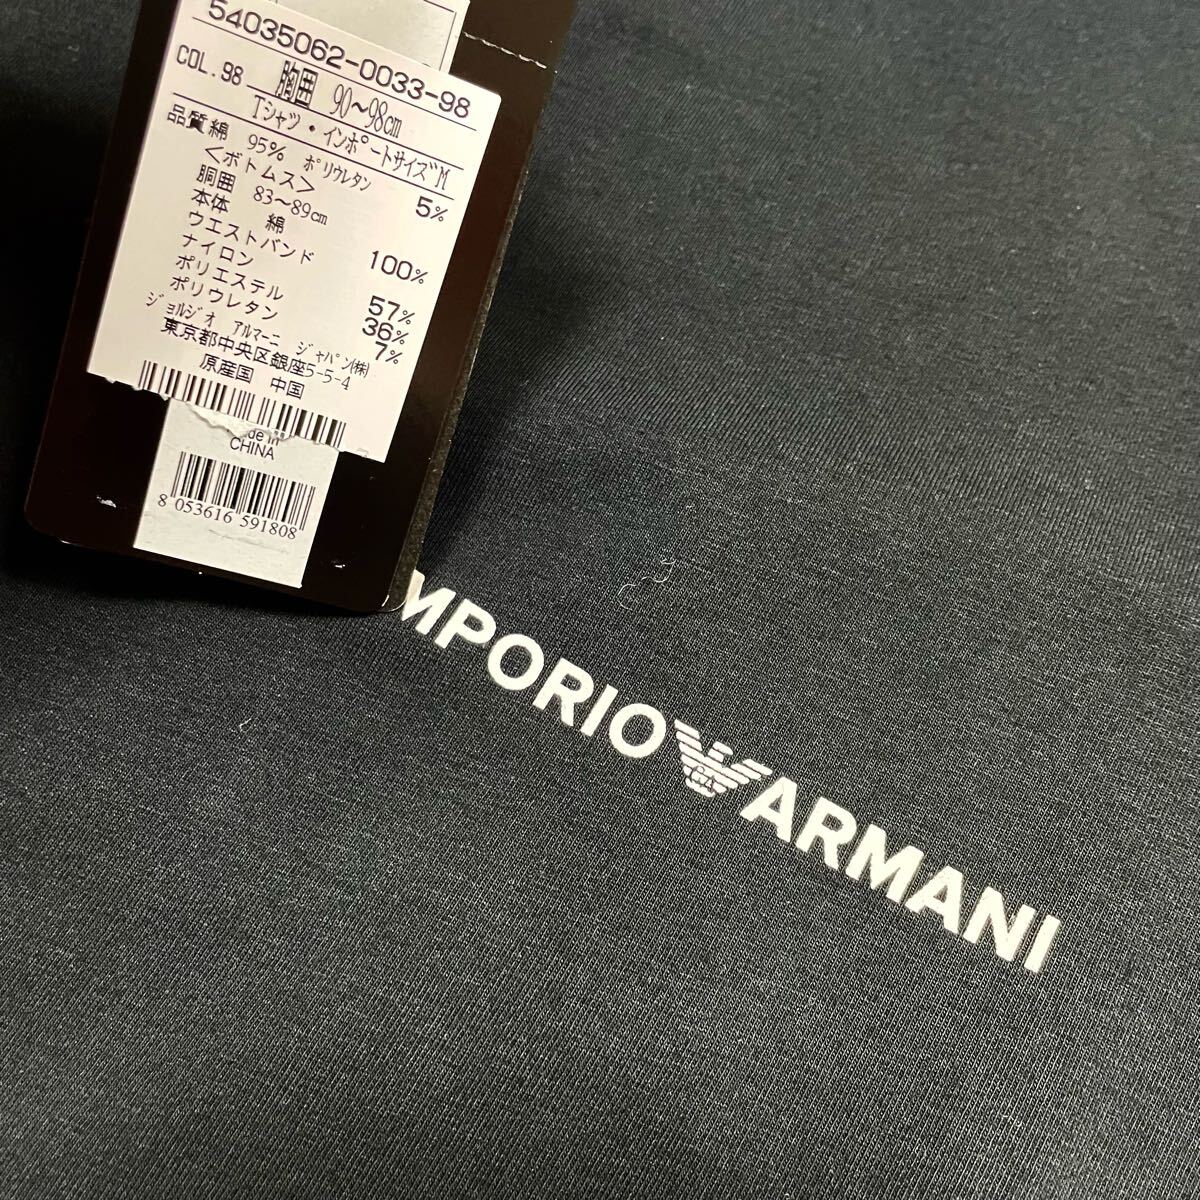 54035062-0033-98
COL.98 胸囲 90~98cm
Tシャツ・インポートサイズM
品質 綿 95% ポリウレタン 5%
<ボトムス>
胴囲 83~89cm
本体 綿 100%
ウエストバンド
ナイロン 57%
ポリエステル 36%
ポリウレタン 7%
ジョルジオ アルマーニ ジャパン(株)
東京都中央区銀座5-5-4
原産国 中国
CHINA
8 053616 591808
MPORIO ARMANI